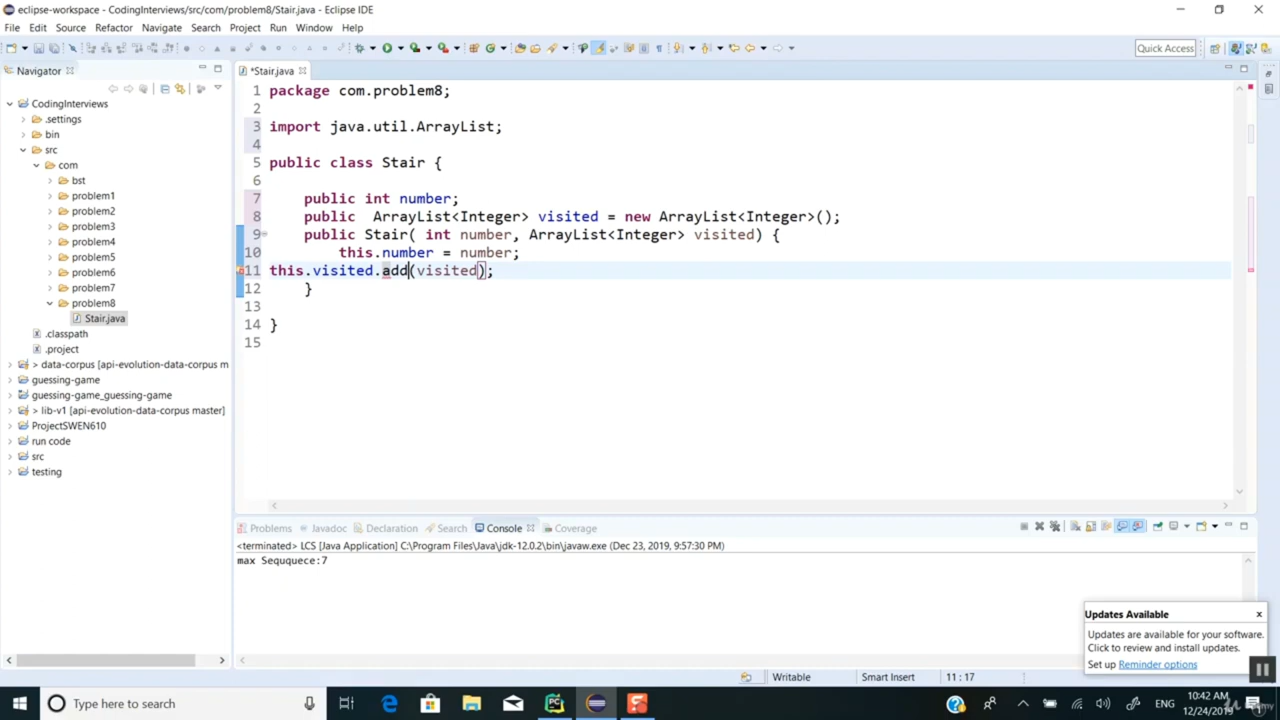 eclipse-workspace - CodingInterviews/src/com/problem8/Stair.java - Eclipse IDE
File Edit Source Refactor Navigate Search Project Run Window Help
Quick Access
Navigator
*Stair.java
CodingInterviews
.settings
bin
src
com
bst
problem1
problem2
problem3
problem4
problem5
problem6
problem7
problem8
Stair.java
.classpath
.project
> data-corpus [api-evolution-data-corpus m
guessing-game
guessing-game_guessing-game
> lib-v1 [api-evolution-data-corpus master]
ProjectSWEN610
run code
src
testing
1 package com.problem8;
2
3 import java.util.ArrayList;
4
5 public class Stair {
6
7 public int number;
8 public  ArrayList<Integer> visited = new ArrayList<Integer>();
9 public Stair( int number, ArrayList<Integer> visited) {
10 this.number = number;
11 this.visited.add(visited);
12 }
13
14 }
15
Problems Javadoc Declaration Search Console Coverage
<terminated> LCS [Java Application] C:\Program Files\Java\jdk-12.0.2\bin\javaw.exe (Dec 23, 2019, 9:57:30 PM)
max Sequqece:7
Updates Available x
Updates are available for your software.
Click to review and install updates.
Set up Reminder options
Writable Smart Insert 11 : 17
Type here to search
ENG
10:42 AM
12/24/2019